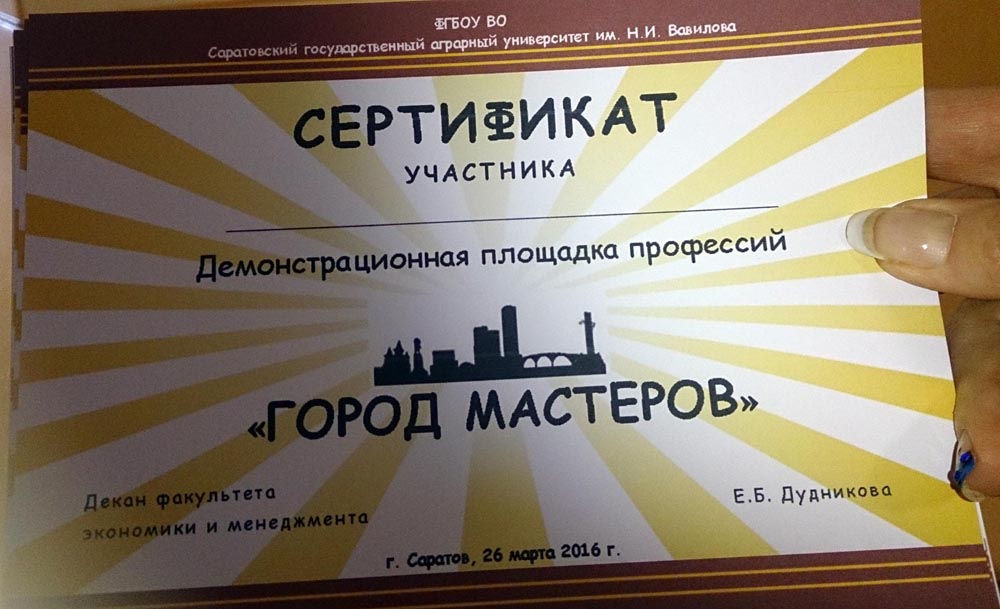 ФГБОУ ВО
Саратовский государственный аграрный университет им. Н.И. Вавилова
СЕРТИФИКАТ
УЧАСТНИКА
Демонстрационная площадка профессий
«ГОРОД МАСТЕРОВ»
Декан факультета
экономики и менеджмента
Е.Б. Дудникова
г. Саратов, 26 марта 2016 г.